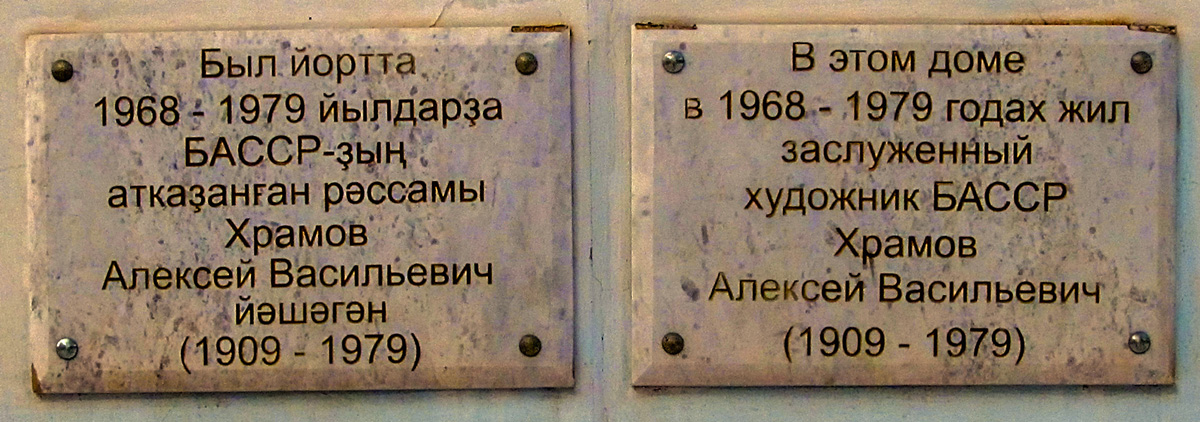 Был йортта
1968 - 1979 йылдарҙа
БАССР-ҙың
атказанған рәссамы
Храмов
Алексей Васильевич
йәшәгән
(1909 - 1979)
В этом доме
в 1968 - 1979 годах жил
заслуженный
художник БАССР
Храмов
Алексей Васильевич
(1909 - 1979)